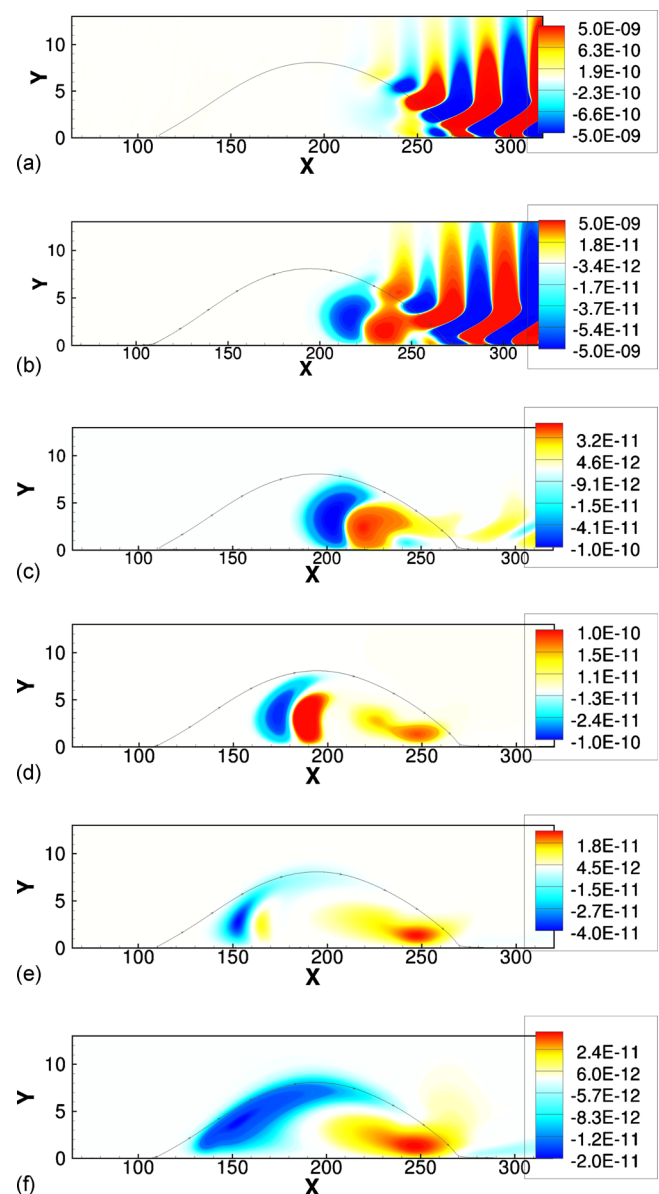 5.0E-09
10
6.3E-10
Y
1.9E-10
5
-2.3E-10
-6.6E-10
0
-5.0E-09
100 150 200 250 300
(a)
X
5.0E-09
10
1.8E-11
Y
-3.4E-12
5
-1.7E-11
-3.7E-11
-5.4E-11
0
-5.0E-09
100 150 200 250 300
(b)
X
10
3.2E-11
Y
4.6E-12
5
-9.1E-12
-1.5E-11
-4.1E-11
0
-1.0E-10
100 150 200 250 300
(c)
X
1.0E-10
10
1.5E-11
Y
1.1E-11
5
-1.3E-11
-2.4E-11
0
-1.0E-10
100 150 200 250 300
(d)
X
10
1.8E-11
Y
4.5E-12
5
-1.5E-11
-2.7E-11
0
-4.0E-11
100 150 200 250 300
(e)
X
10
2.4E-11
Y
6.0E-12
5
-5.7E-12
-8.3E-12
-1.2E-11
0
-2.0E-11
100 150 200 250 300
(f)
X